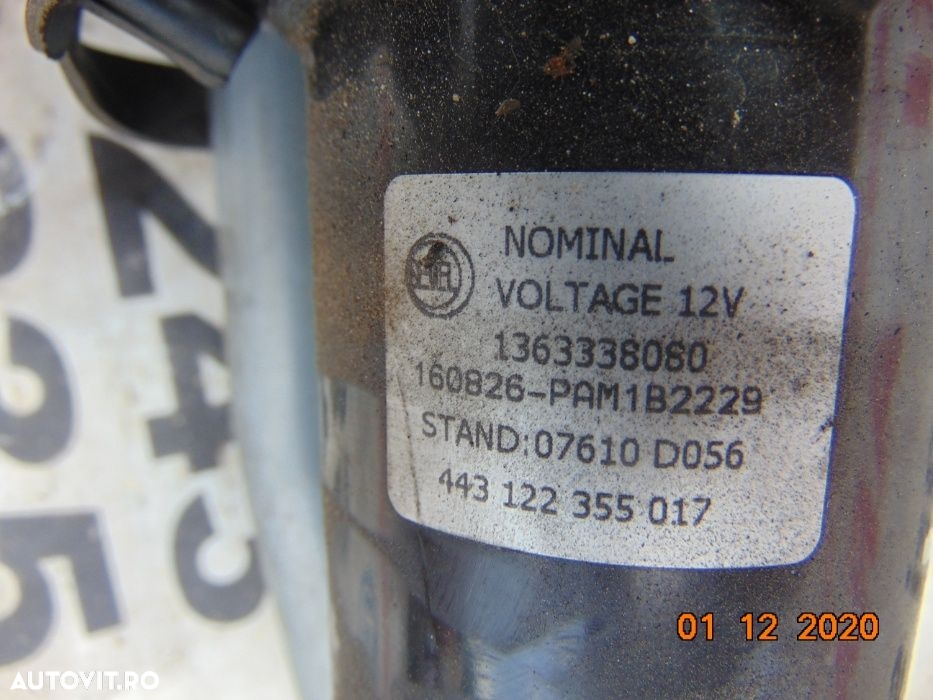 NOMINAL
VOLTAGE 12V
1363338080
160826-PAM1B2229
STAND:07610 D056
443 122 355 017
01 12 2020
AUTOVIT.RO